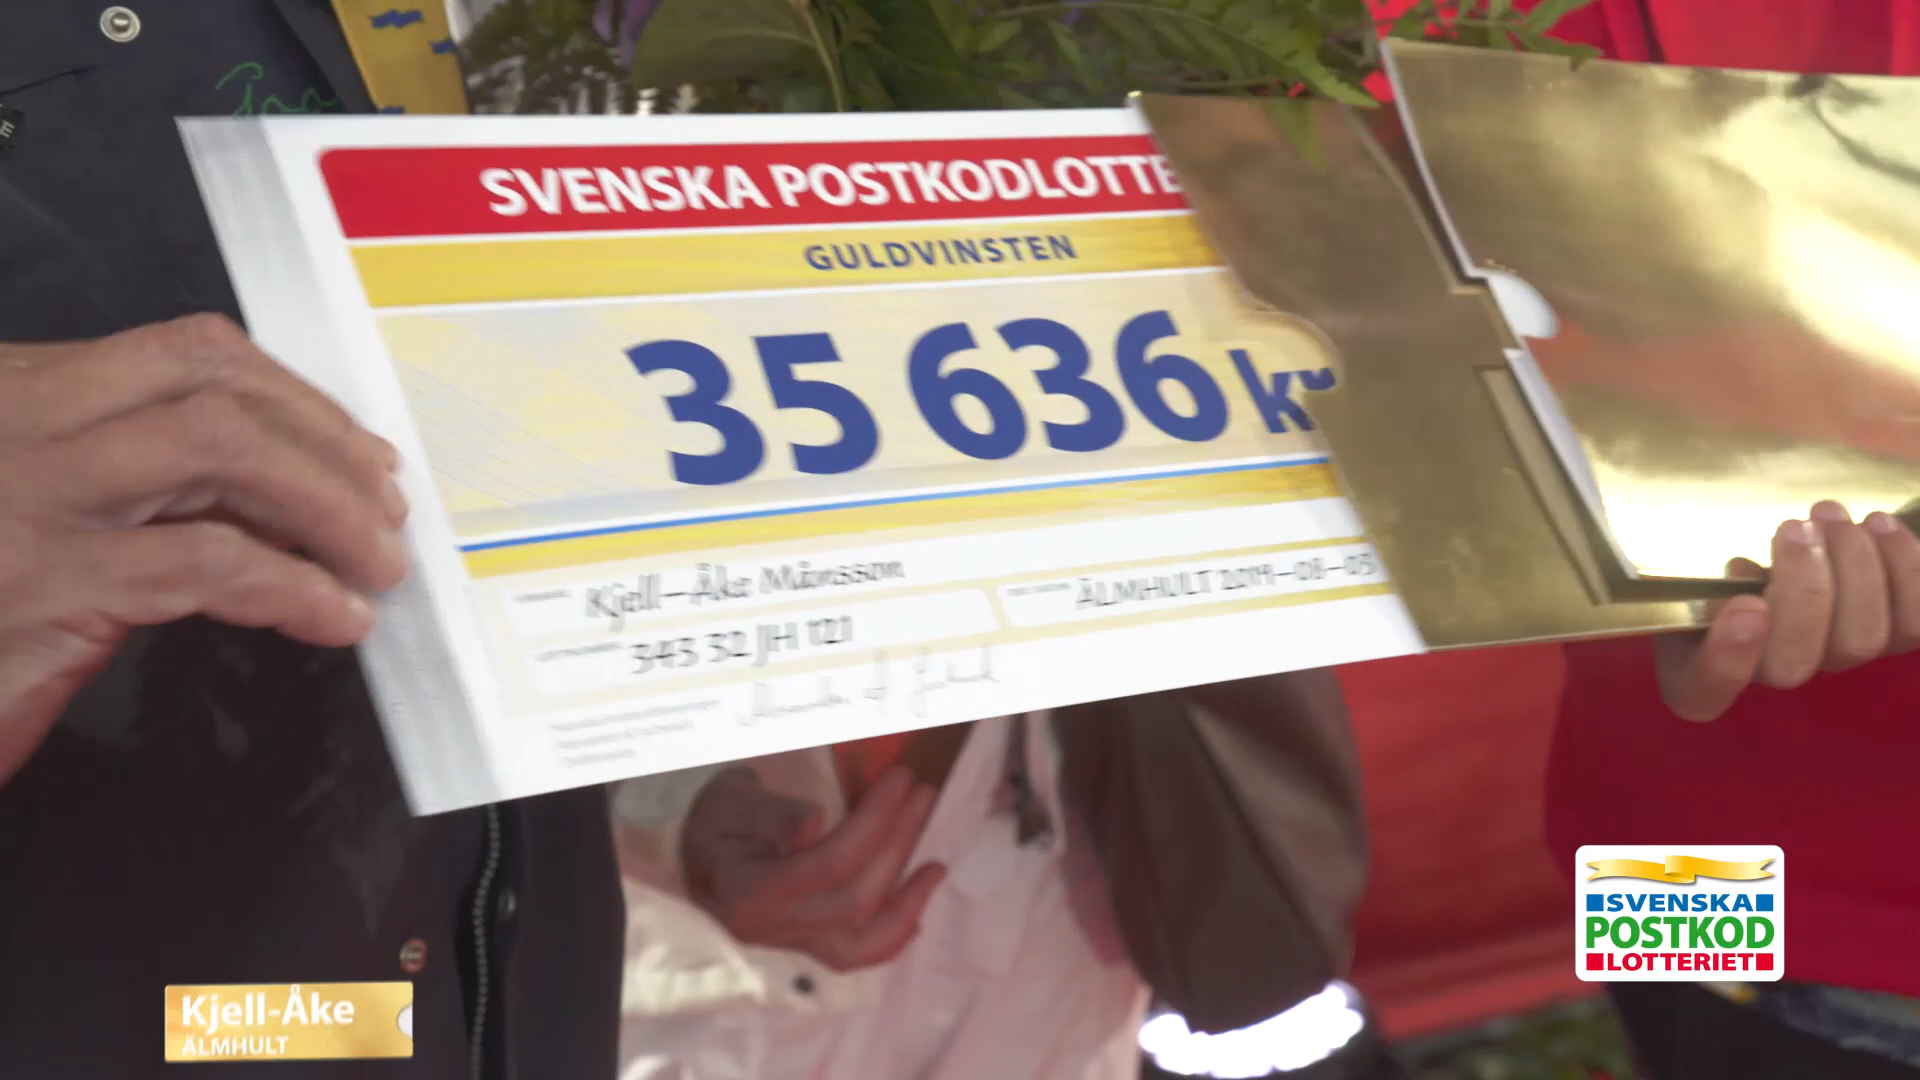 SVENSKA POSTKODLOTTE
GULDVINSTEN
35 636 kr
Kjell-Åke Månsson
ÄLMHULT 2019-08-03
343 32 JH 121
Kjell-Åke
ÄLMHULT
SVENSKA
POSTKOD
LOTTERIET